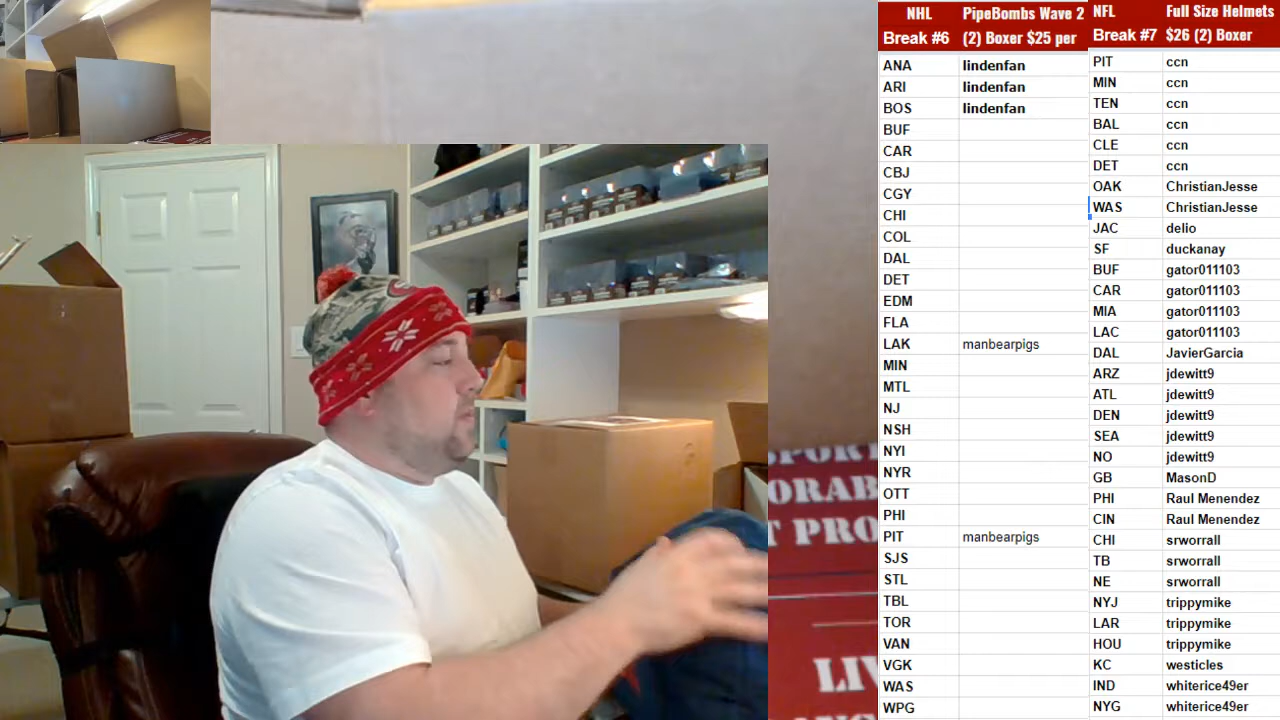 NHL PipeBombs Wave 2
Break #6 (2) Boxer $25 per
ANA lindenfan
ARI lindenfan
BOS lindenfan
BUF
CAR
CBJ
CGY
CHI
COL
DAL
DET
EDM
FLA
LAK manbearpigs
MIN
MTL
NJ
NSH
NYI
NYR
OTT
PHI
PIT manbearpigs
SJS
STL
TBL
TOR
VAN
VGK
WAS
WPG
NFL Full Size Helmets
Break #7 $26 (2) Boxer
PIT ccn
MIN ccn
TEN ccn
BAL ccn
CLE ccn
DET ccn
OAK ChristianJesse
WAS ChristianJesse
JAC delio
SF duckanay
BUF gator011103
CAR gator011103
MIA gator011103
LAC gator011103
DAL JavierGarcia
ARZ jdewitt9
ATL jdewitt9
DEN jdewitt9
SEA jdewitt9
NO jdewitt9
GB MasonD
PHI Raul Menendez
CIN Raul Menendez
CHI srworrall
TB srworrall
NE srworrall
NYJ trippymike
LAR trippymike
HOU trippymike
KC westicles
IND whiterice49er
NYG whiterice49er
SPORT
ORAB
T PRO
LIV